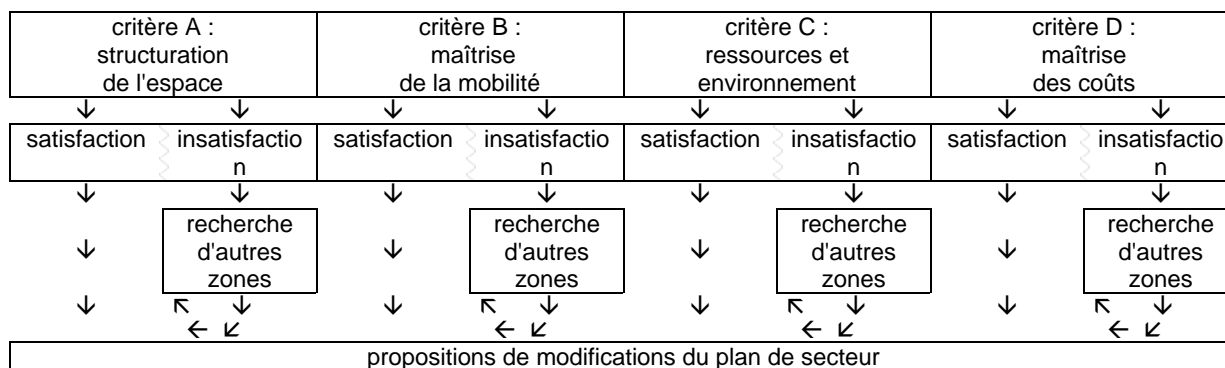 critère A :
structuration
de l'espace
critère B :
maîtrise
de la mobilité
critère C :
ressources et
environnement
critère D :
maîtrise
des coûts
satisfaction
insatisfactio
n
satisfaction
insatisfactio
n
satisfaction
insatisfactio
n
satisfaction
insatisfactio
n
recherche
d'autres
zones
recherche
d'autres
zones
recherche
d'autres
zones
recherche
d'autres
zones
propositions de modifications du plan de secteur